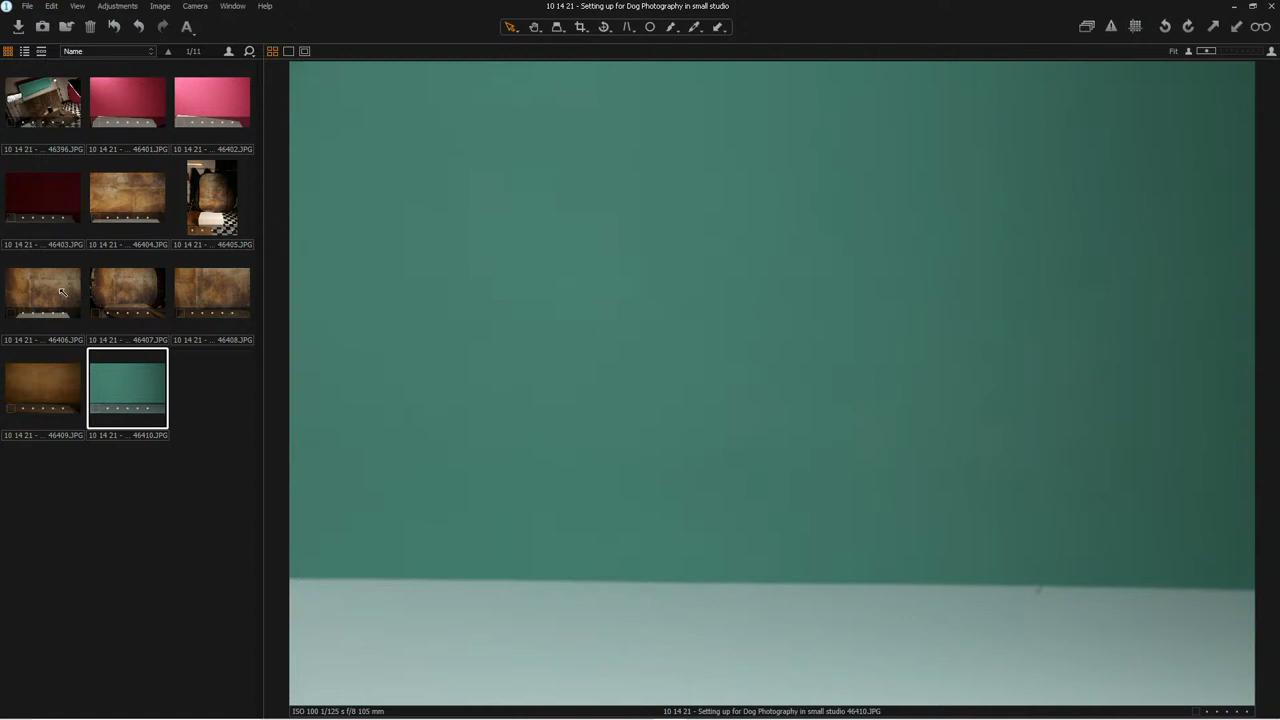 File Edit View Adjustments Image Camera Window Help
10 14 21 - Setting up for Dog Photography in small studio
Name
1/11
Fit
10 14 21 - ... 46396.JPG
10 14 21 - ... 46401.JPG
10 14 21 - ... 46402.JPG
10 14 21 - ... 46403.JPG
10 14 21 - ... 46404.JPG
10 14 21 - ... 46405.JPG
10 14 21 - ... 46406.JPG
10 14 21 - ... 46407.JPG
10 14 21 - ... 46408.JPG
10 14 21 - ... 46409.JPG
10 14 21 - ... 46410.JPG
ISO 100 1/125 s f/8 105 mm
10 14 21 - Setting up for Dog Photography in small studio 46410.JPG